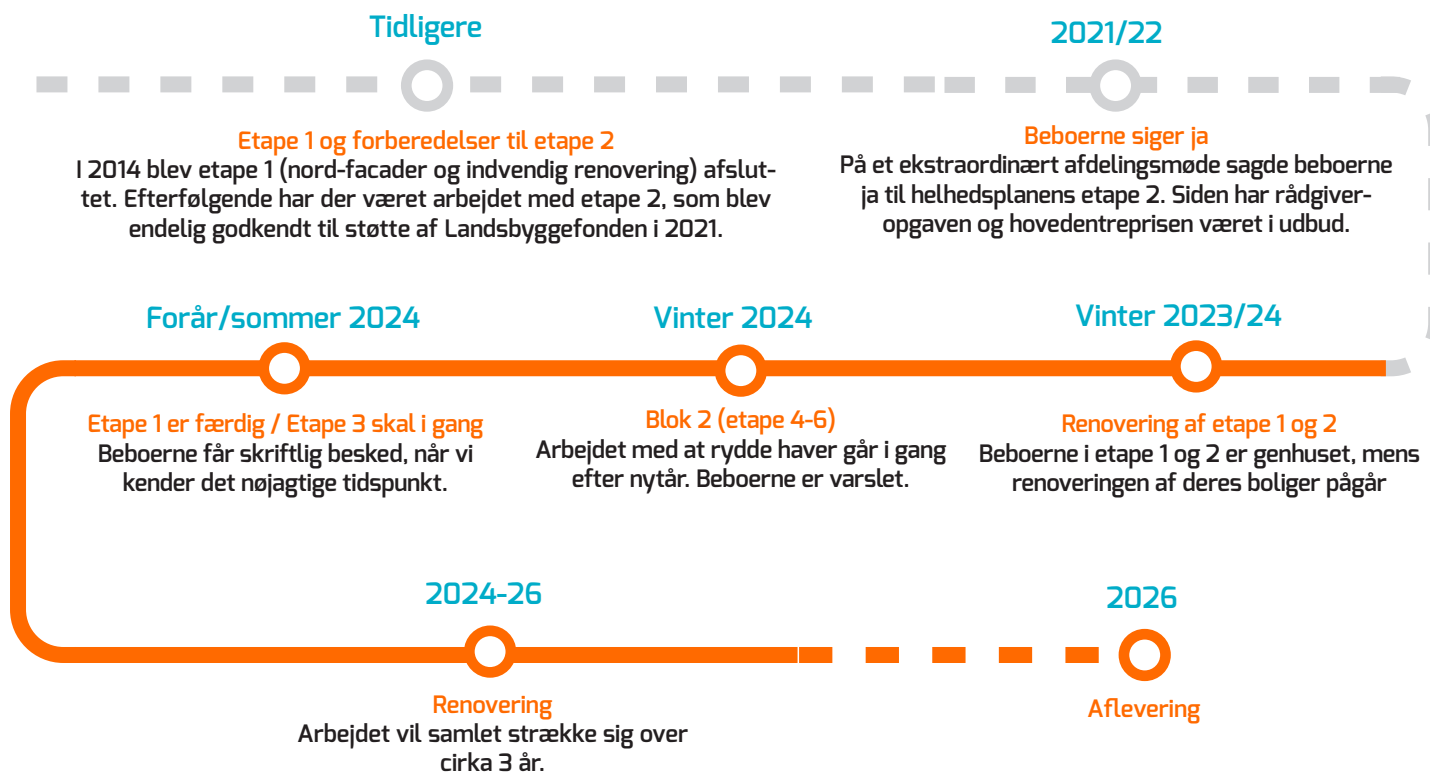 Tidligere
Etape 1 og forberedelser til etape 2
I 2014 blev etape 1 (nord-facader og indvendig renovering) afslut-
tet. Efterfølgende har der været arbejdet med etape 2, som blev
endelig godkendt til støtte af Landsbyggefonden i 2021.
2021/22
Beboerne siger ja
På et ekstraordinært afdelingsmøde sagde beboerne
ja til helhedsplanens etape 2. Siden har rådgiver-
opgaven og hovedentreprisen været i udbud.
Vinter 2023/24
Renovering af etape 1 og 2
Beboerne i etape 1 og 2 er genhuset, mens
renoveringen af deres boliger pågår
Vinter 2024
Blok 2 (etape 4-6)
Arbejdet med at rydde haver går i gang
efter nytår. Beboerne er varslet.
Forår/sommer 2024
Etape 1 er færdig / Etape 3 skal i gang
Beboerne får skriftlig besked, når vi
kender det nøjagtige tidspunkt.
2024-26
Renovering
Arbejdet vil samlet strække sig over
cirka 3 år.
2026
Aflevering